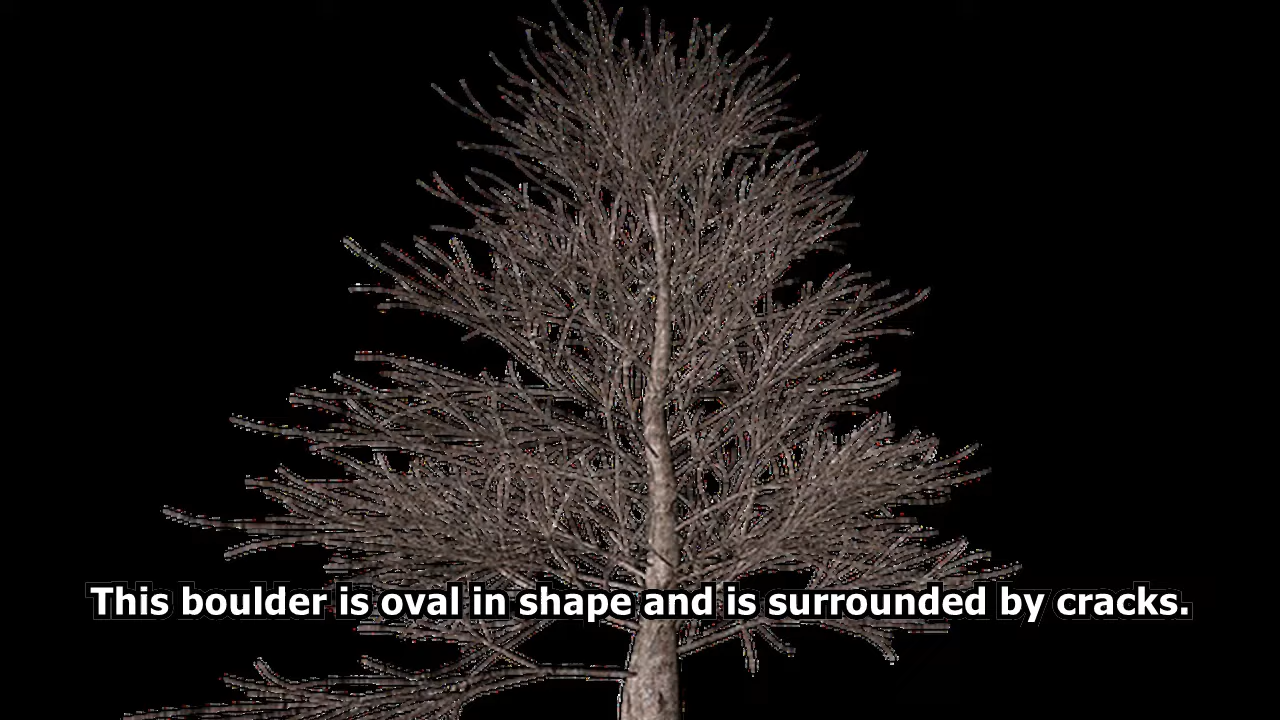 This boulder is oval in shape and is surrounded by cracks.